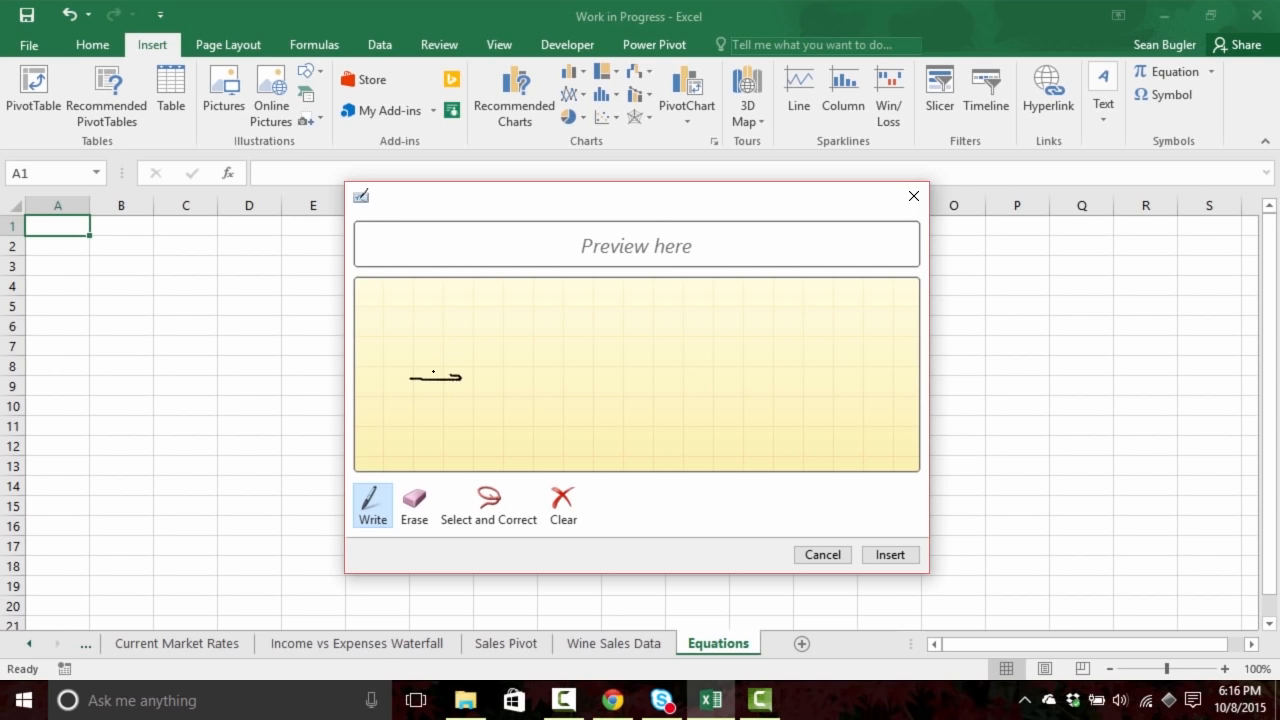 Work in Progress - Excel
File Home Insert Page Layout Formulas Data Review View Developer Power Pivot Tell me what you want to do... Sean Bugler Share
PivotTable Recommended PivotTables Table Pictures Online Pictures Store My Add-ins Recommended Charts PivotChart 3D Map Line Column Win/Loss Slicer Timeline Hyperlink Text π Equation Ω Symbol
Tables Illustrations Add-ins Charts Tours Sparklines Filters Links Symbols
A1 fx
A B C D E O P Q R S
1
2
3
4
5
6
7
8
9
10
11
12
13
14
15
16
17
18
19
20
21
Preview here
Write Erase Select and Correct Clear
Cancel Insert
... Current Market Rates Income vs Expenses Waterfall Sales Pivot Wine Sales Data Equations
Ready 100%
Ask me anything 6:16 PM
10/8/2015